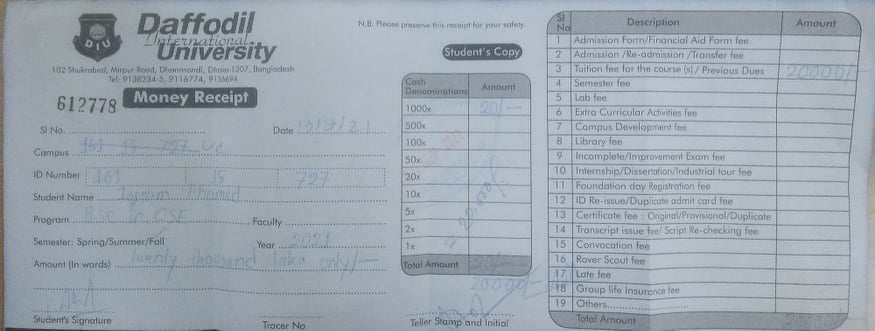 Daffodil
International
University
DIU
102 Shukrabad, Mirpur Road, Dhanmandi, Dhaka-1207, Bangladesh
Tel: 9138234-5, 9116774, 9136694
612778 Money Receipt
N.B. Please preserve this receipt for your safety.
Student's Copy
Sl No. Date 19/9/21
Campus 161-15-727 UC
ID Number 161 15 727
Student Name Ahamed
Program BSC in CSE Faculty
Semester: Spring/Summer/Fall Year 2021
Amount (In words) Twenty thousand taka only/-
Student's Signature
Tracer No
Cash Denominations Amount
1000x 20/-
500x
100x
50x
20x
10x
5x
2x
1x
20,000/-
Total Amount 20/-
20000/-
Teller Stamp and Initial
Sl No Description Amount
1 Admission Form/Financial Aid Form fee
2 Admission /Re-admission /Transfer fee
3 Tuition fee for the course (s)/ Previous Dues 20000/-
4 Semester fee
5 Lab fee
6 Extra Curricular Activities fee
7 Campus Development fee
8 Library fee
9 Incomplete/Improvement Exam fee
10 Internship/Dissertation/Industrial tour fee
11 Foundation day Registration fee
12 ID Re-issue/Duplicate admit card fee
13 Certificate fee : Original/Provisional/Duplicate
14 Transcript issue fee/ Script Re-checking fee
15 Convocation fee
16 Rover Scout fee
17 Late fee
18 Group life Insurance fee
19 Others
Total Amount 20000/-